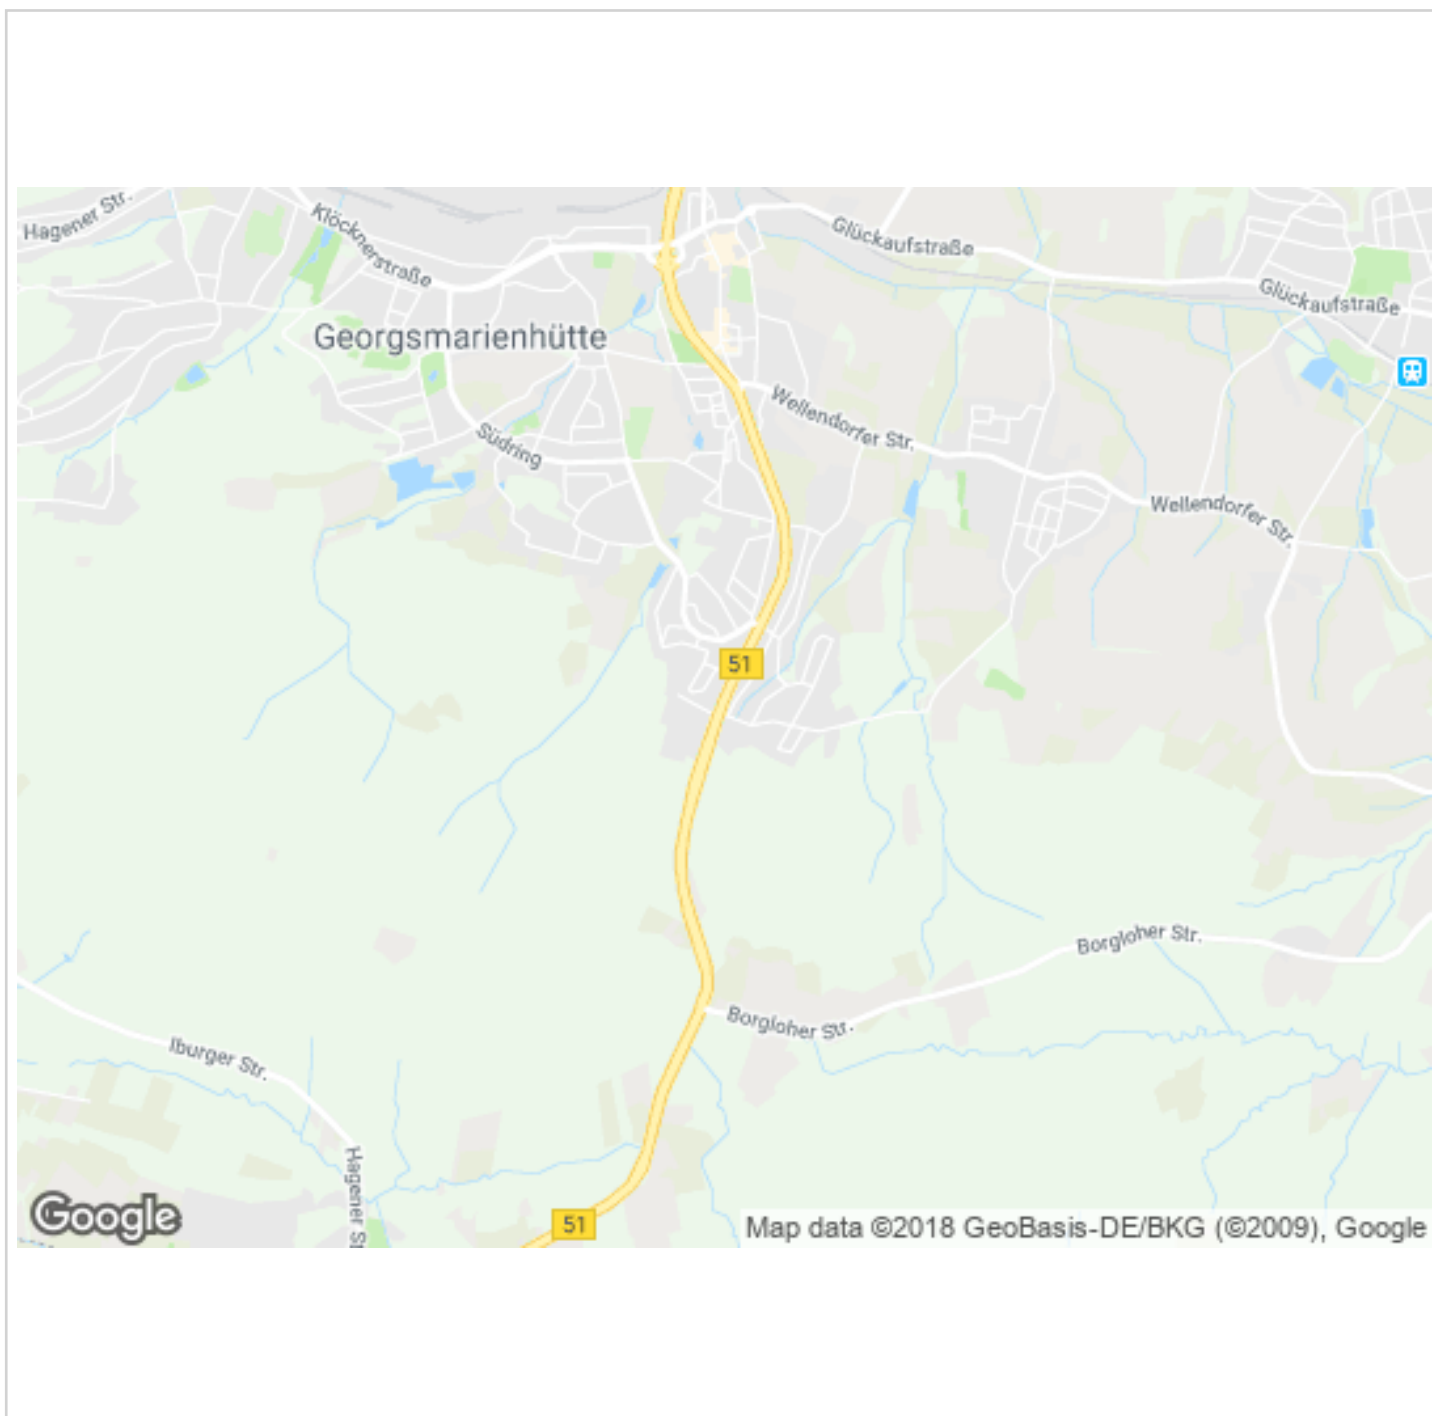 Hagener Str.
Klöcknerstraße
Glückaufstraße
Glückaufstraße
Georgsmarienhütte
Wellendorfer Str.
Südring
Wellendorfer Str.
51
Borgloher Str.
Borgloher Str.
Iburger Str.
Hagener St
51
Google
Map data ©2018 GeoBasis-DE/BKG (©2009), Google